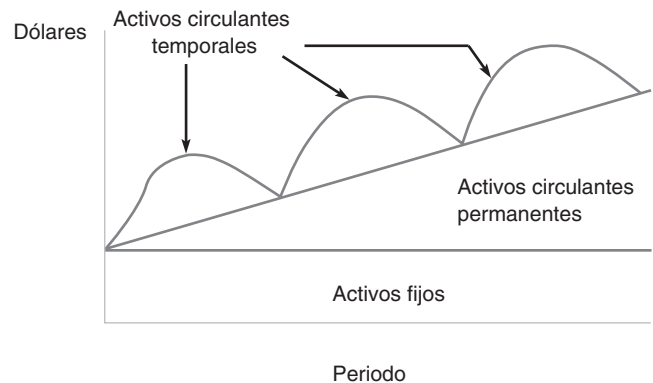 Dólares
Activos circulantes
temporales
Activos circulantes
permanentes
Activos fijos
Periodo